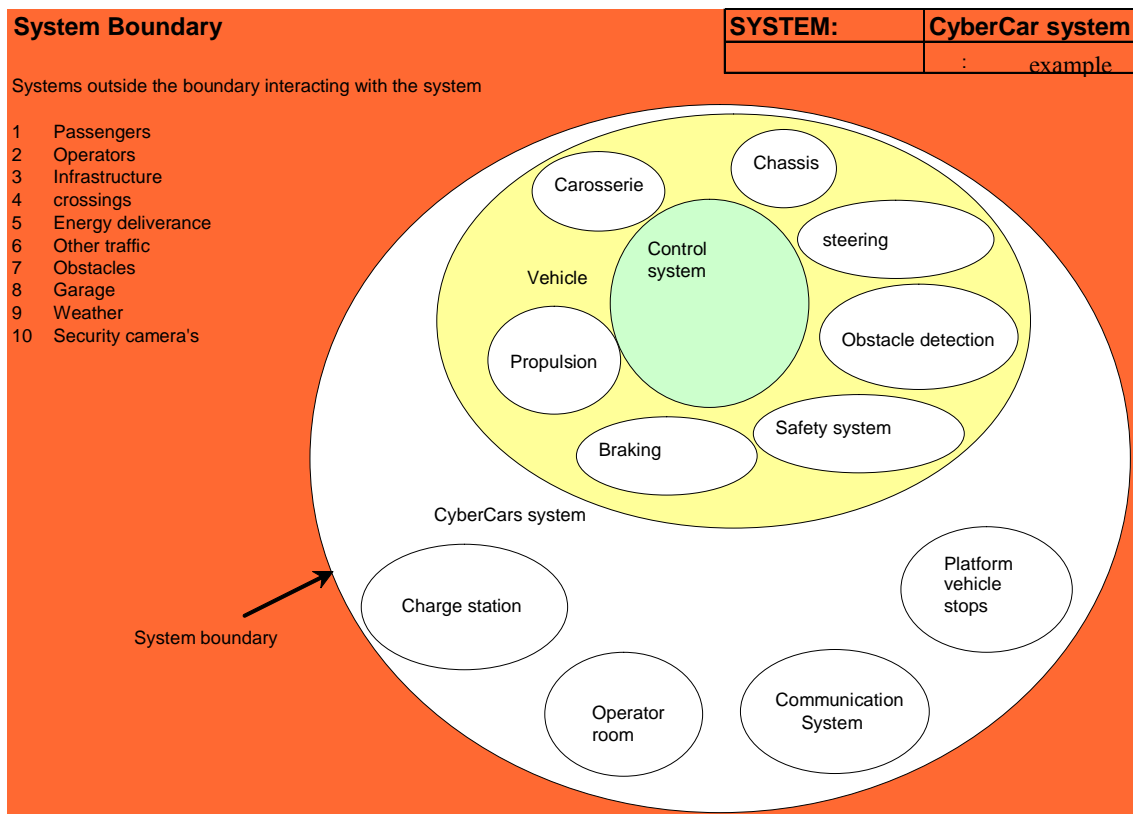 System Boundary
SYSTEM:
CyberCar system
: example
Systems outside the boundary interacting with the system
1 Passengers
2 Operators
3 Infrastructure
4 crossings
5 Energy deliverance
6 Other traffic
7 Obstacles
8 Garage
9 Weather
10 Security camera's
Chassis
Carosserie
steering
Control
system
Vehicle
Obstacle detection
Propulsion
Safety system
Braking
CyberCars system
Platform
vehicle
stops
Charge station
System boundary
Communication
System
Operator
room